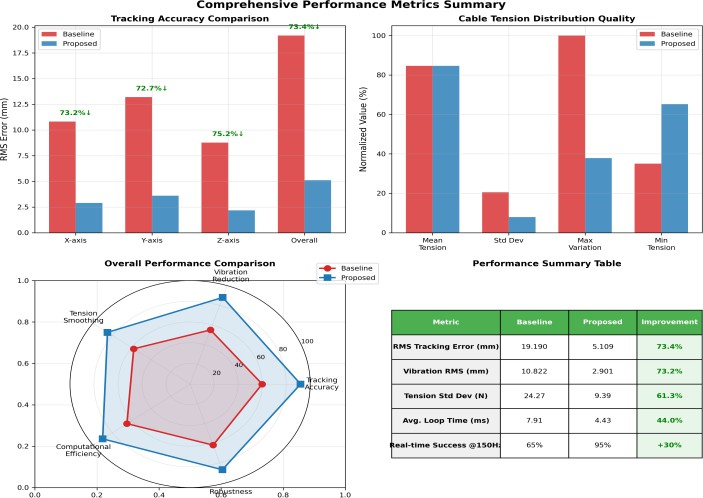 Comprehensive Performance Metrics Summary
Tracking Accuracy Comparison
RMS Error (mm)
20.0
17.5
15.0
12.5
10.0
7.5
5.0
2.5
0.0
Baseline
Proposed
73.2%↓
72.7%↓
75.2%↓
73.4%↓
X-axis
Y-axis
Z-axis
Overall
Cable Tension Distribution Quality
Normalized Value (%)
100
80
60
40
20
0
Baseline
Proposed
Mean
Tension
Std Dev
Max
Variation
Min
Tension
Overall Performance Comparison
Baseline
Proposed
1.0
0.8
0.6
0.4
0.2
0.0
0.0
0.2
0.4
0.6
0.8
1.0
Vibration
Reduction
Tension
Smoothing
Computational
Efficiency
Robustness
Tracking
Accuracy
20
40
60
80
100
Performance Summary Table
Metric Baseline Proposed Improvement
RMS Tracking Error (mm) 19.190 5.109 73.4%
Vibration RMS (mm) 10.822 2.901 73.2%
Tension Std Dev (N) 24.27 9.39 61.3%
Avg. Loop Time (ms) 7.91 4.43 44.0%
Real-time Success @150Hz 65% 95% +30%